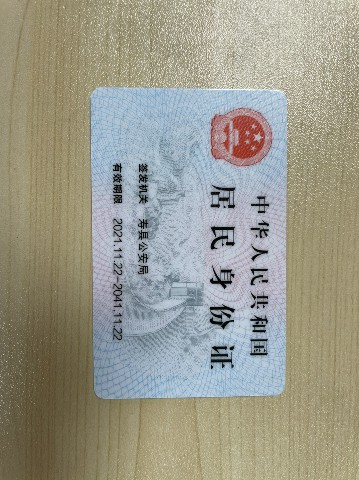 中华人民共和国
居民身份证
签发机关 寿县公安局
有效期限 2021.11.22-2041.11.22